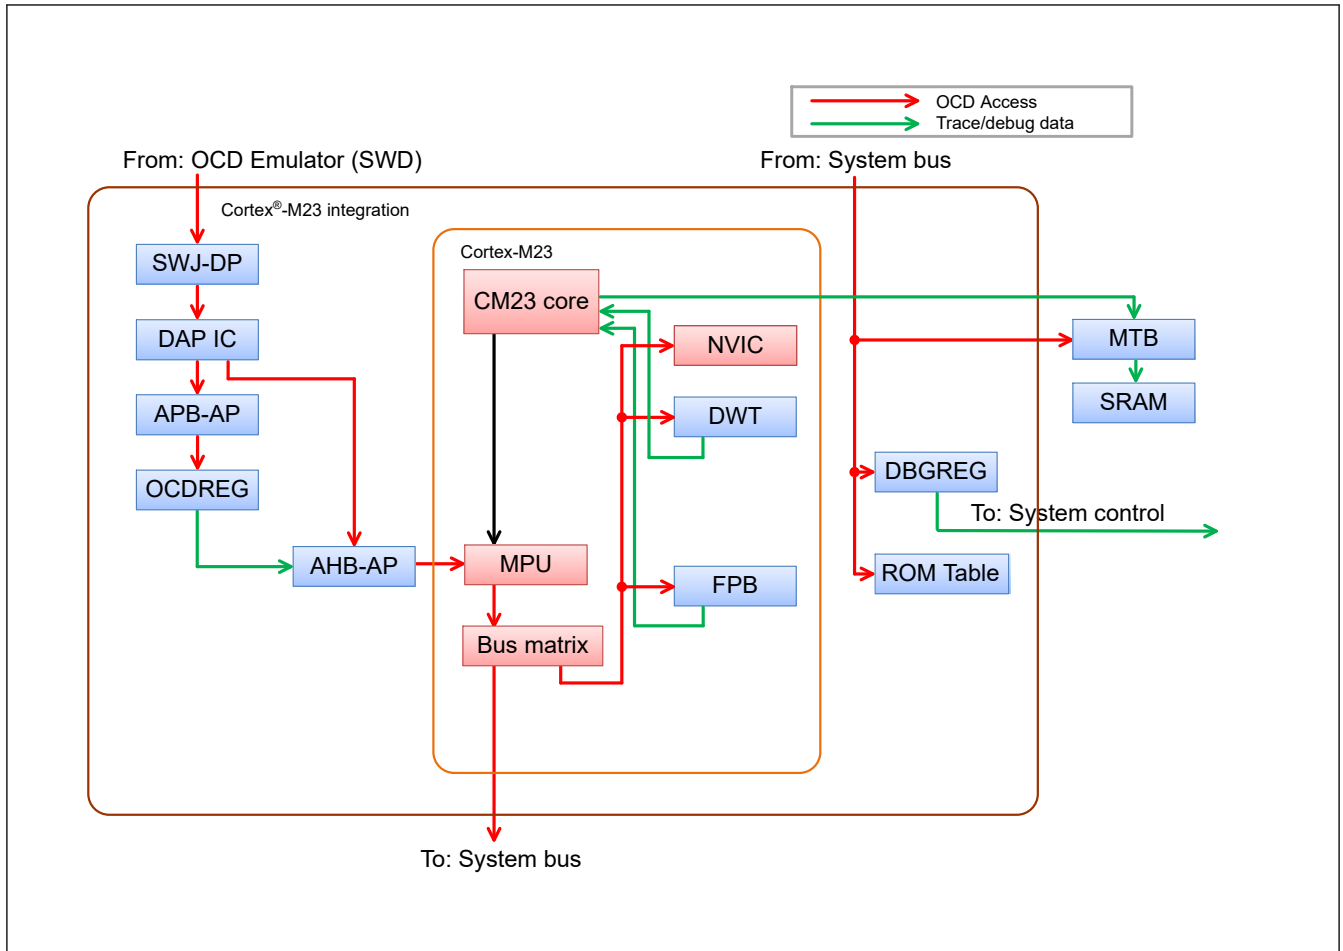 OCD Access
Trace/debug data
From: OCD Emulator (SWD)
From: System bus
Cortex®-M23 integration
Cortex-M23
SWJ-DP
CM23 core
DAP IC
NVIC
MTB
APB-AP
DWT
SRAM
OCDREG
DBGREG
To: System control
AHB-AP
MPU
FPB
ROM Table
Bus matrix
To: System bus